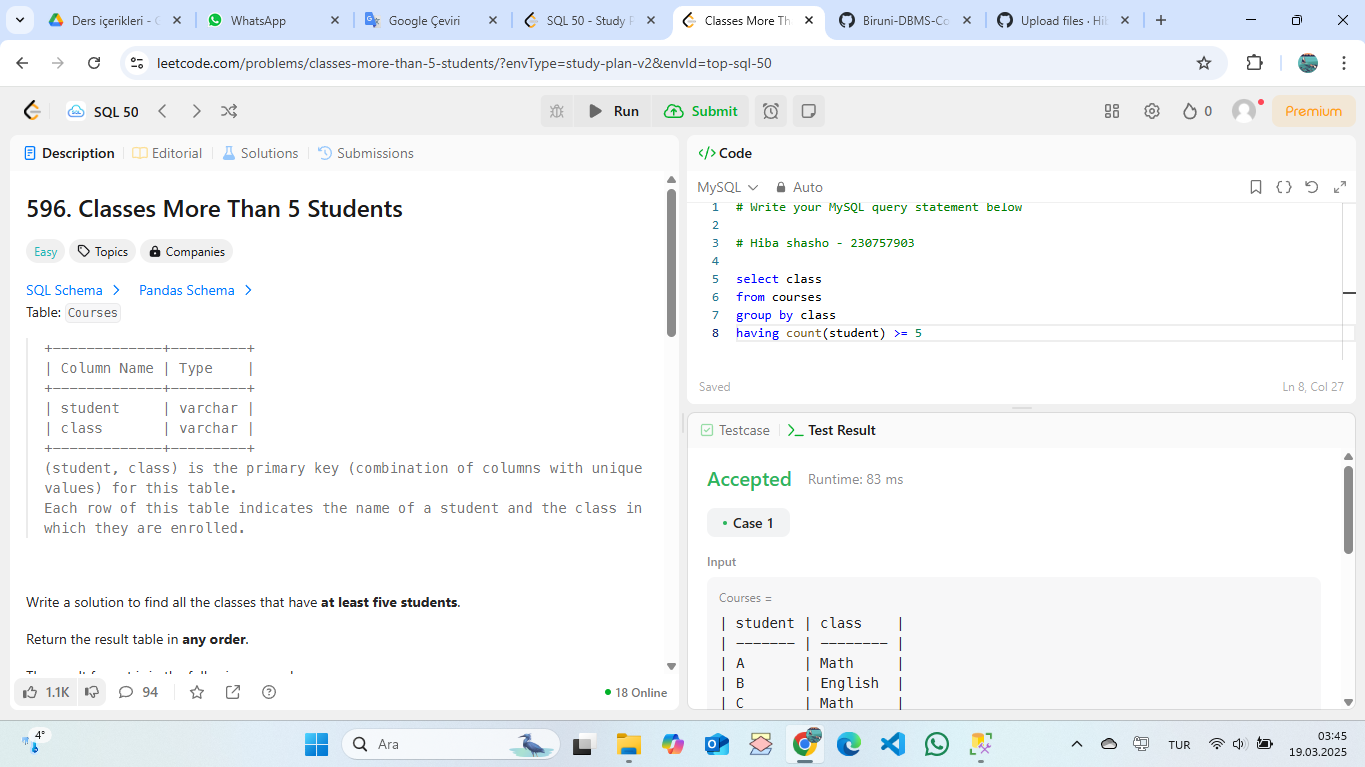 Ders içerikleri - G
WhatsApp
Google Çeviri
SQL 50 - Study P
Classes More Th
Biruni-DBMS-Co
Upload files · Hib
leetcode.com/problems/classes-more-than-5-students/?envType=study-plan-v2&envId=top-sql-50
SQL 50
Run
Submit
0
Premium
Description
Editorial
Solutions
Submissions
596. Classes More Than 5 Students
Easy
Topics
Companies
SQL Schema
Pandas Schema
Table: Courses
+-------------+---------+
| Column Name | Type    |
+-------------+---------+
| student     | varchar |
| class       | varchar |
+-------------+---------+
(student, class) is the primary key (combination of columns with unique
values) for this table.
Each row of this table indicates the name of a student and the class in
which they are enrolled.
Write a solution to find all the classes that have at least five students.
Return the result table in any order.
1.1K
94
18 Online
Code
MySQL
Auto
1 # Write your MySQL query statement below
2
3 # Hiba shasho - 230757903
4
5 select class
6 from courses
7 group by class
8 having count(student) >= 5
Saved
Ln 8, Col 27
Testcase
Test Result
Accepted
Runtime: 83 ms
Case 1
Input
Courses =
| student | class    |
| ------- | -------- |
| A       | Math     |
| B       | English  |
| C       | Math     |
4°
Ara
TUR
03:45
19.03.2025